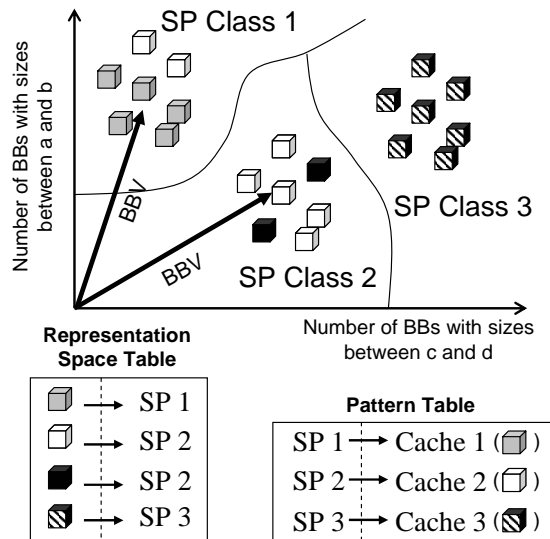 SP Class 1
Number of BBs with sizes
between a and b
BBV
BBV
SP Class 3
SP Class 2
Number of BBs with sizes
between c and d
Representation
Space Table
SP 1
SP 2
SP 2
SP 3
Pattern Table
SP 1 Cache 1 ( )
SP 2 Cache 2 ( )
SP 3 Cache 3 ( )